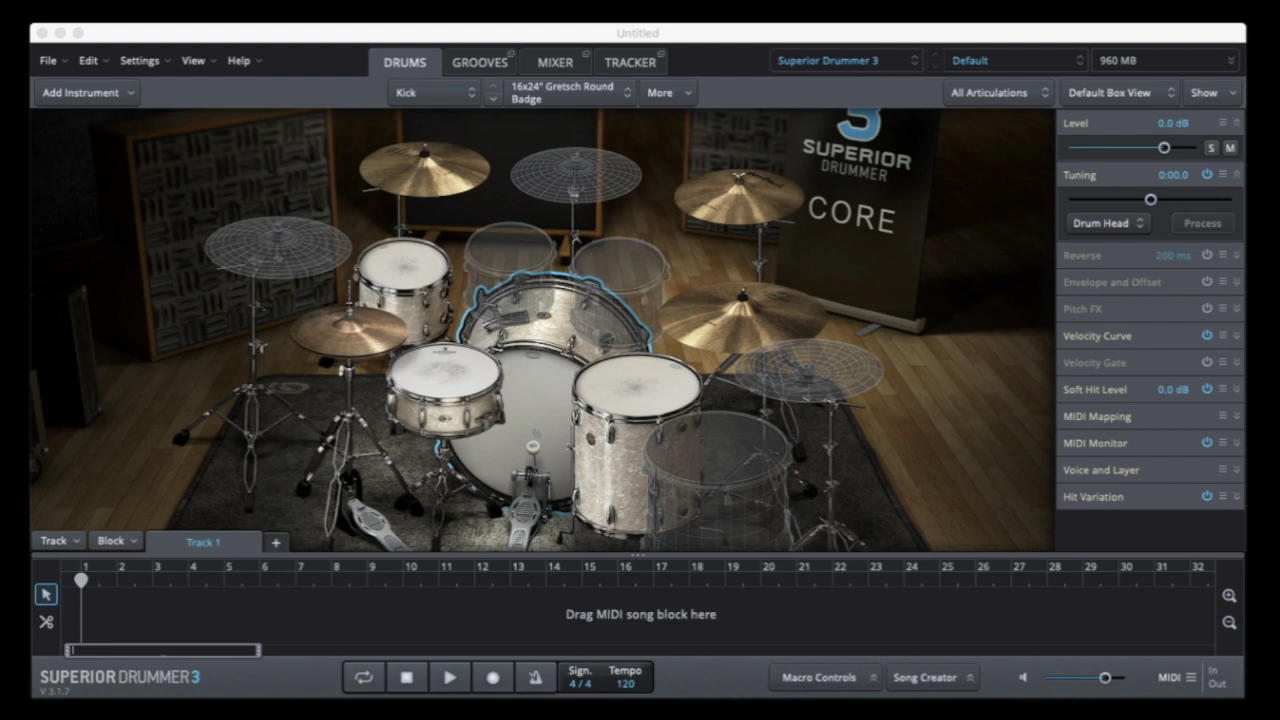 Untitled
File Edit Settings View Help DRUMS GROOVES MIXER TRACKER Superior Drummer 3 Default 960 MB
Add Instrument Kick 16x24" Gretsch Round Badge More All Articulations Default Box View Show
Level 0.0 dB
S M
Tuning 0:00.0
Drum Head Process
Reverse 200 ms
Envelope and Offset
Pitch FX
Velocity Curve
Velocity Gate
Soft Hit Level 0.0 dB
MIDI Mapping
MIDI Monitor
Voice and Layer
Hit Variation
3
SUPERIOR
DRUMMER
CORE
Track Block Track 1 +
1 2 3 4 5 6 7 8 9 10 11 12 13 14 15 16 17 18 19 20 21 22 23 24 25 26 27 28 29 30 31 32
Drag MIDI song block here
SUPERIOR DRUMMER 3
V 3.1.7
Sign. Tempo
4 / 4 120
Macro Controls Song Creator MIDI In
Out